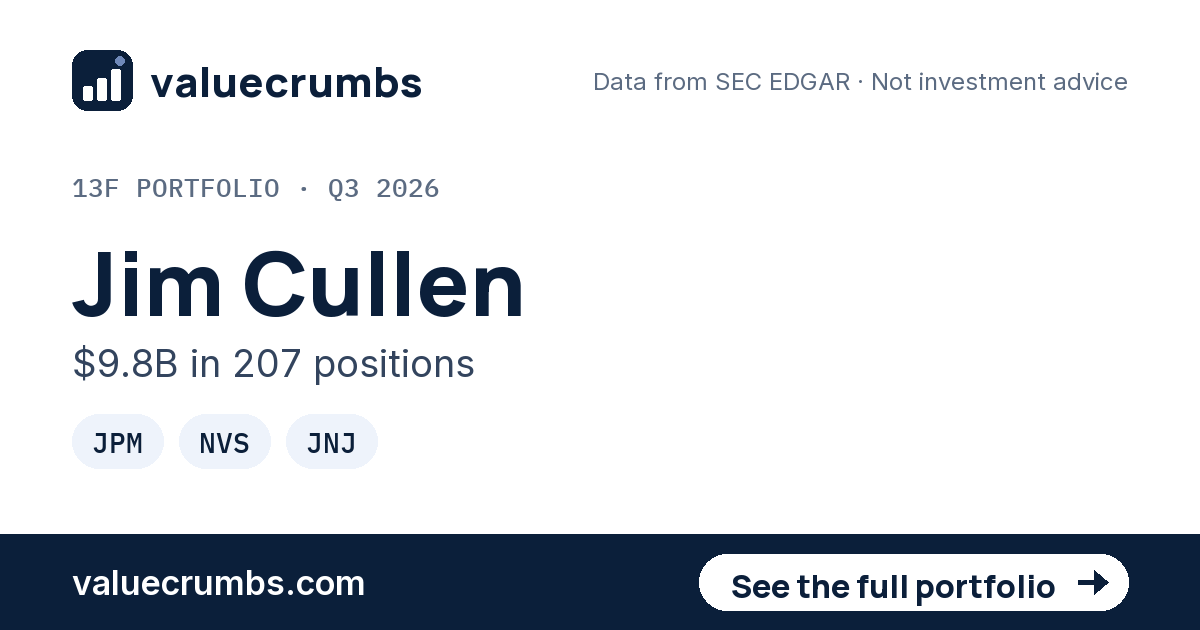 valuecrumbs
Data from SEC EDGAR · Not investment advice
13F PORTFOLIO · Q3 2026
Jim Cullen
$9.8B in 207 positions
JPM NVS JNJ
valuecrumbs.com
See the full portfolio →